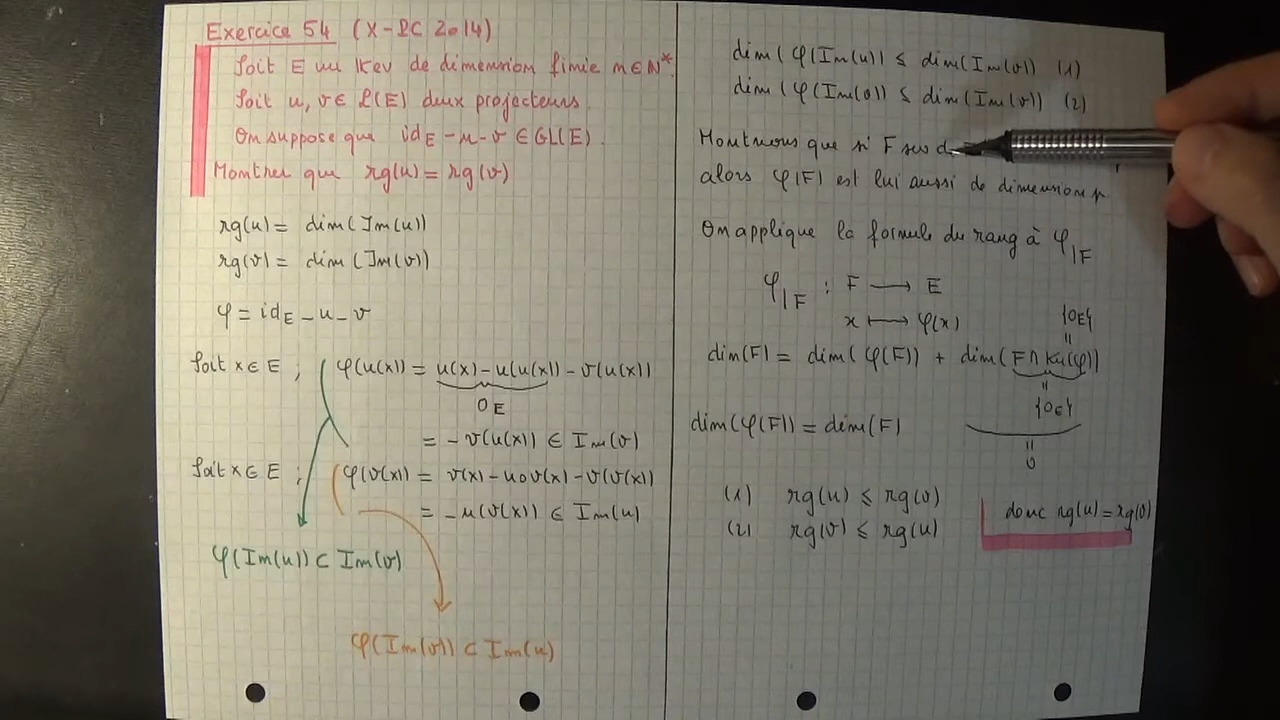 Exercice 54 (X-PC 2014)
Soit E un Kev de dimension finie n∈N*.
Soit u, v ∈ L(E) deux projecteurs.
On suppose que id_E - u - v ∈ GL(E).
Montrer que rg(u) = rg(v)
rg(u) = dim(Im(u))
rg(v) = dim(Im(v))
φ = id_E - u - v
Soit x∈E ; φ(u(x)) = u(x) - u(u(x)) - v(u(x))
0_E
= - v(u(x)) ∈ Im(v)
Soit x∈E ; φ(v(x)) = v(x) - uov(x) - v(v(x))
= - u(v(x)) ∈ Im(u)
φ(Im(u)) ⊂ Im(v)
φ(Im(v)) ⊂ Im(u)
dim(φ(Im(u)) ≤ dim(Im(v)) (1)
dim(φ(Im(v)) ≤ dim(Im(u)) (2)
Montrons que si F sev
alors φ(F) est lui aussi de dimension p
On applique la formule du rang à φ|F
φ|F : F → E
x ↦ φ(x)
{0_E}
=
dim(F) = dim(φ(F)) + dim(F∩Ker(φ))
=
{0_E}
dim(φ(F)) = dim(F)
=
0
(1) rg(u) ≤ rg(v)
(2) rg(v) ≤ rg(u)
donc rg(u) = rg(v)